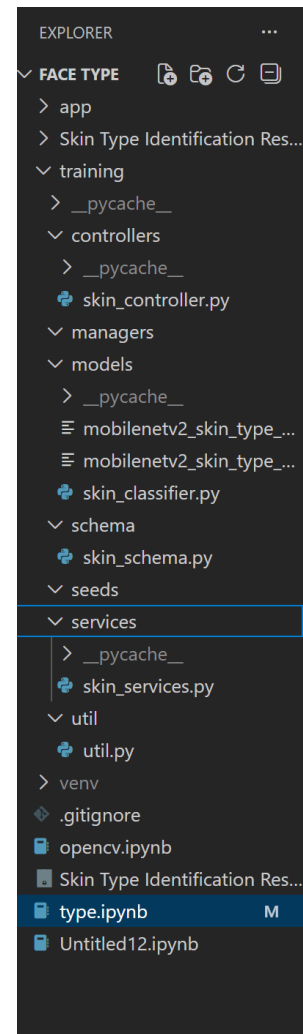 EXPLORER ...
FACE TYPE
app
Skin Type Identification Res...
training
__pycache__
controllers
__pycache__
skin_controller.py
managers
models
__pycache__
mobilenetv2_skin_type_...
mobilenetv2_skin_type_...
skin_classifier.py
schema
skin_schema.py
seeds
services
__pycache__
skin_services.py
util
util.py
venv
.gitignore
opencv.ipynb
Skin Type Identification Res...
type.ipynb M
Untitled12.ipynb